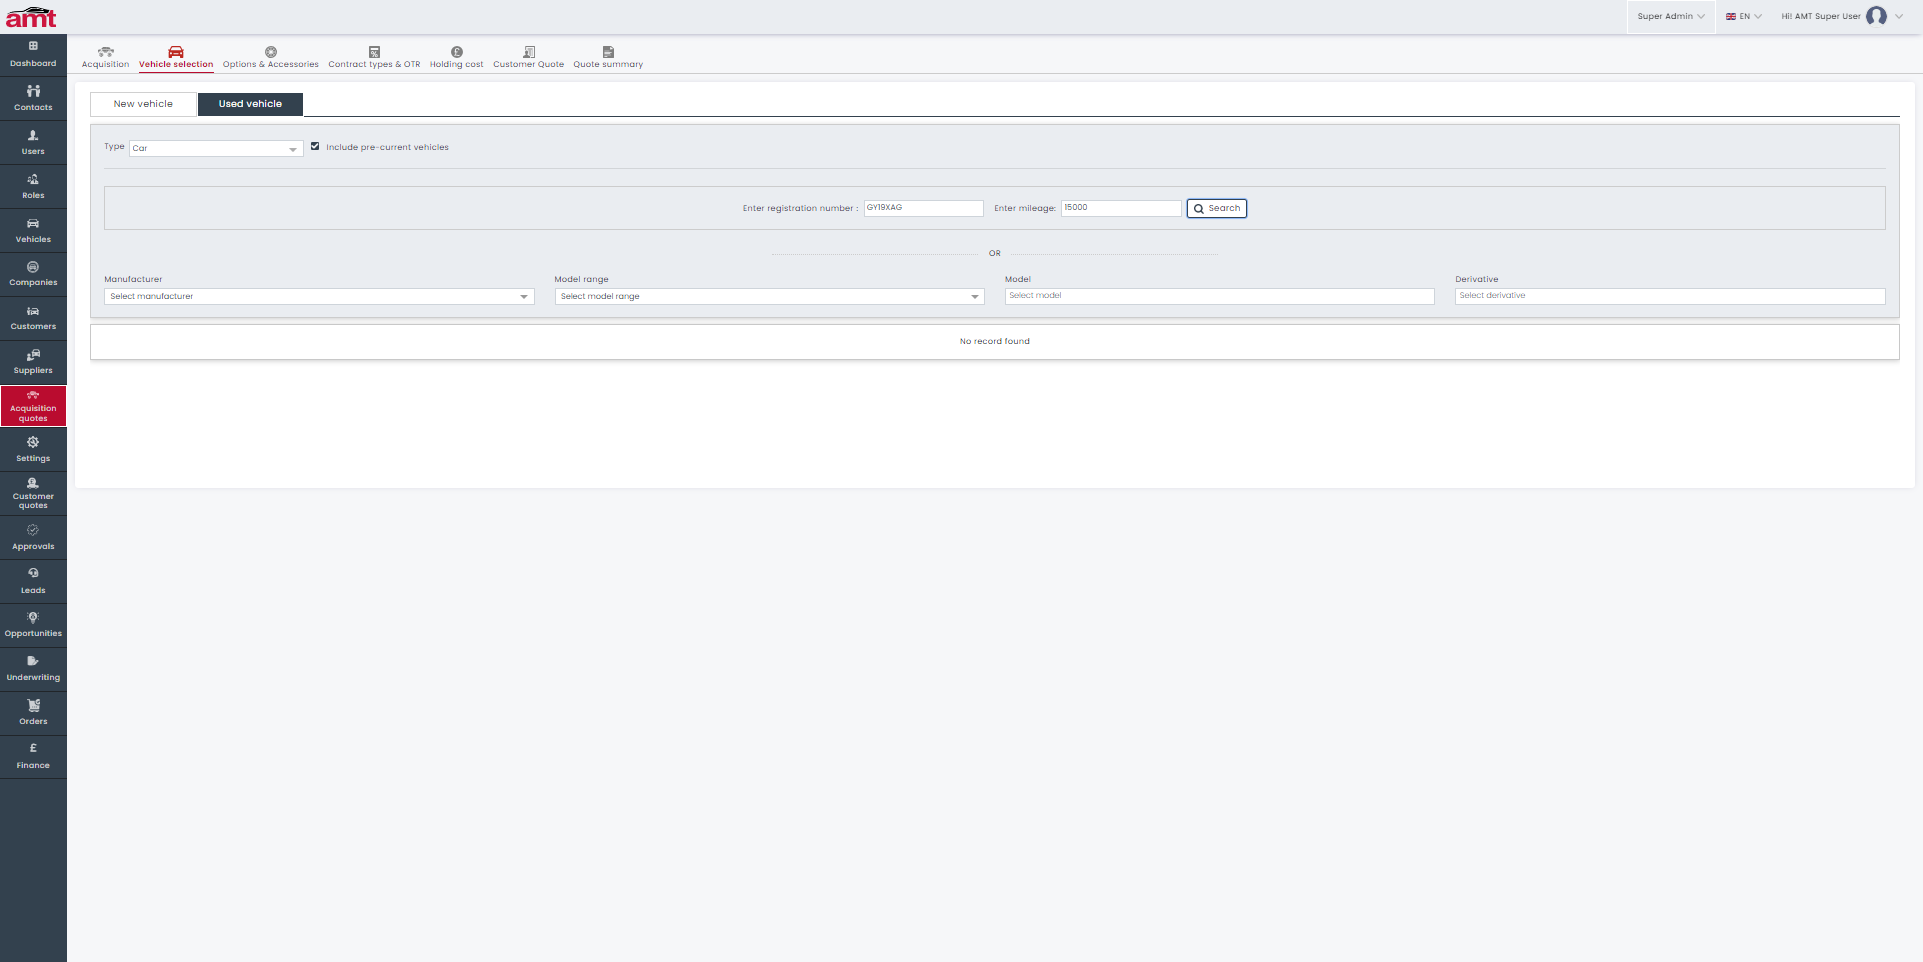 amt
Super Admin
EN
Hi! AMT Super User
Dashboard
Contacts
Users
Roles
Vehicles
Companies
Customers
Suppliers
Acquisition
quotes
Settings
Customer
quotes
Approvals
Leads
Opportunities
Underwriting
Orders
£
Finance
Acquisition
Vehicle selection
Options & Accessories
Contract types & OTR
Holding cost
Customer Quote
Quote summary
New vehicle
Used vehicle
Type
Car
Include pre-current vehicles
Enter registration number :
GY19XAG
Enter mileage:
15000
Search
OR
Manufacturer
Model range
Model
Derivative
Select manufacturer
Select model range
Select model
Select derivative
No record found